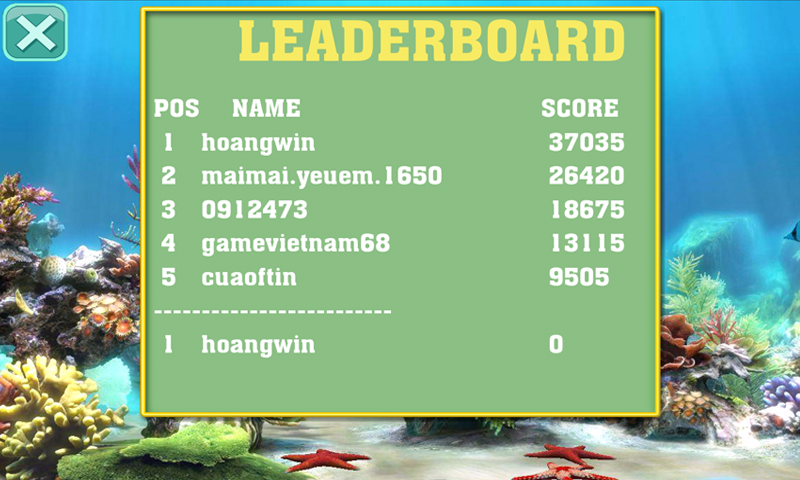 LEADERBOARD
POS NAME SCORE
1 hoangwin 37035
2 maimai.yeuem.1650 26420
3 0912473 18675
4 gamevietnam68 13115
5 cuaoftin 9505
-------------------------
1 hoangwin 0